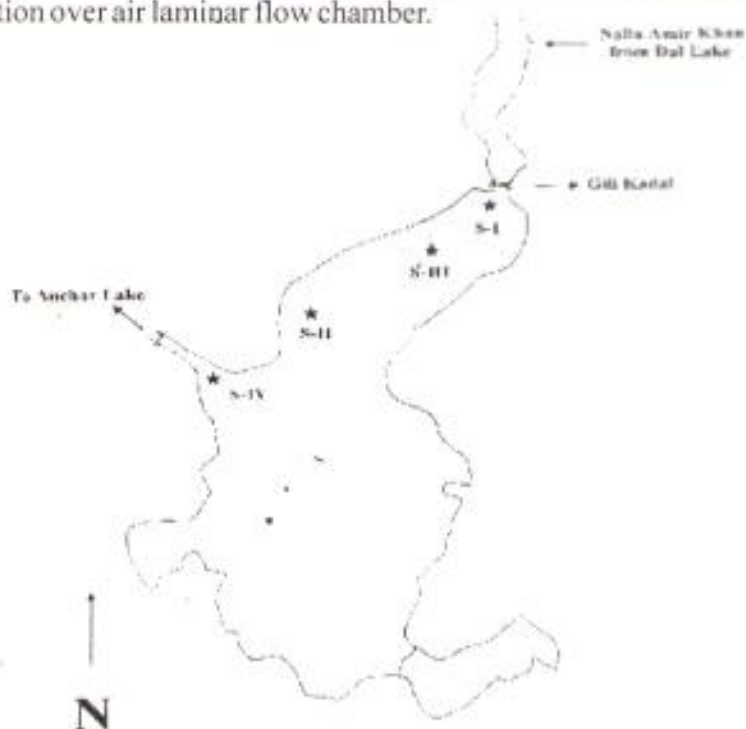 tion over air laminar flow chamber.
Nalla Amir Khan
from Dal Lake
Gili Kadal
S-I
S-III
To Anchar Lake
S-II
S-IV
N